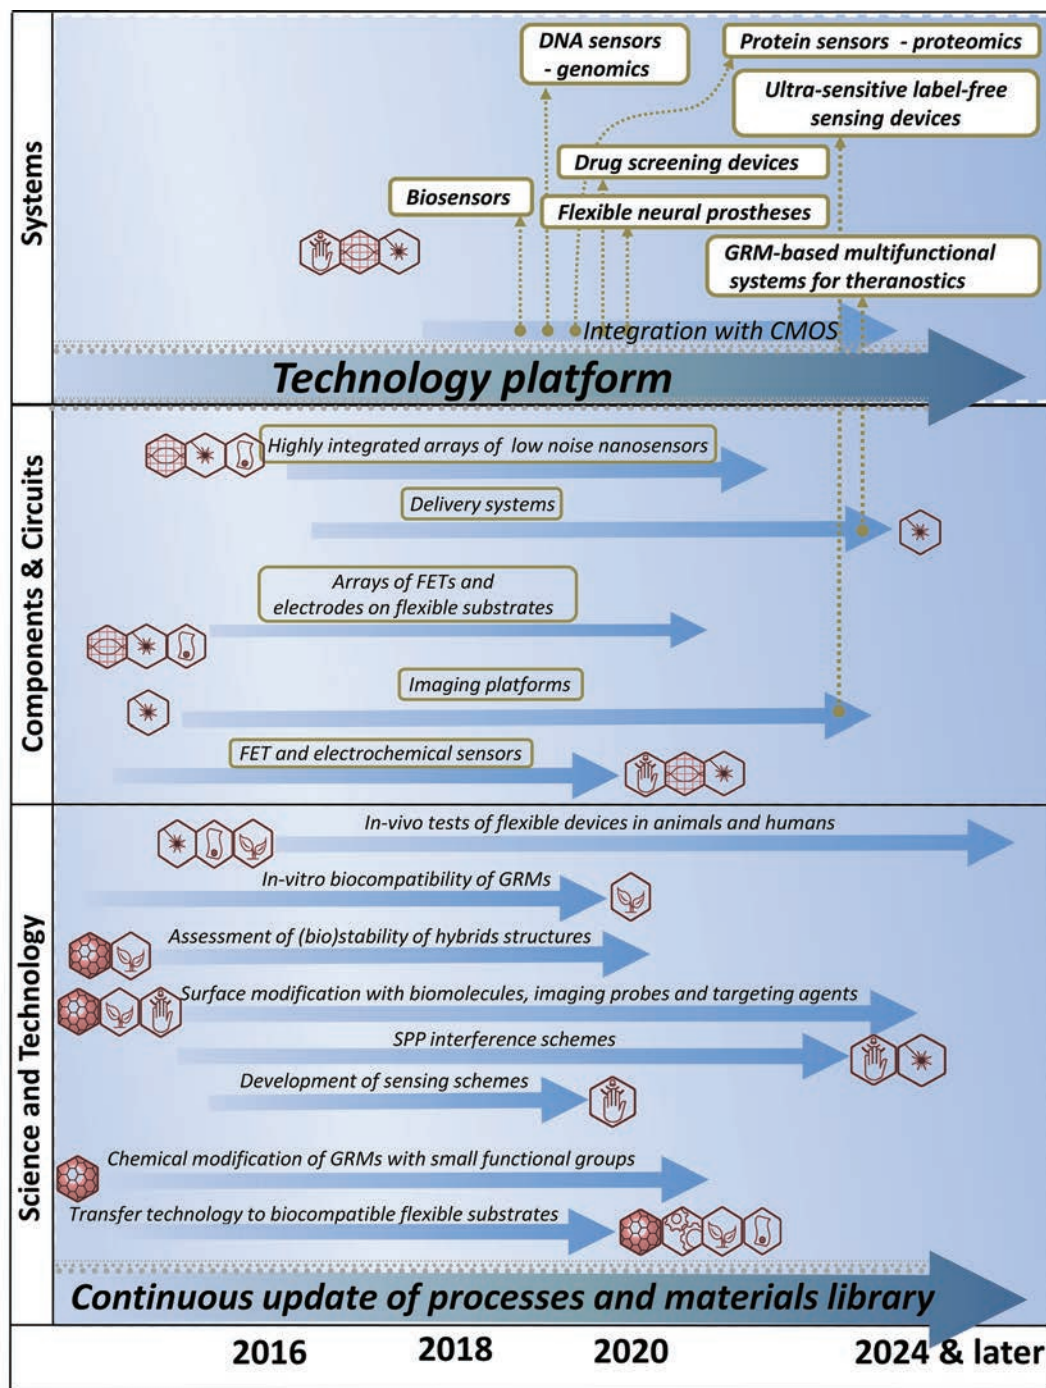 Systems
DNA sensors
- genomics
Protein sensors - proteomics
Ultra-sensitive label-free
sensing devices
Drug screening devices
Biosensors
Flexible neural prostheses
GRM-based multifunctional
systems for theranostics
Integration with CMOS
Technology platform
Components & Circuits
Highly integrated arrays of low noise nanosensors
Delivery systems
Arrays of FETs and
electrodes on flexible substrates
Imaging platforms
FET and electrochemical sensors
Science and Technology
In-vivo tests of flexible devices in animals and humans
In-vitro biocompatibility of GRMs
Assessment of (bio)stability of hybrids structures
Surface modification with biomolecules, imaging probes and targeting agents
SPP interference schemes
Development of sensing schemes
Chemical modification of GRMs with small functional groups
Transfer technology to biocompatible flexible substrates
Continuous update of processes and materials library
2016 2018 2020 2024 & later